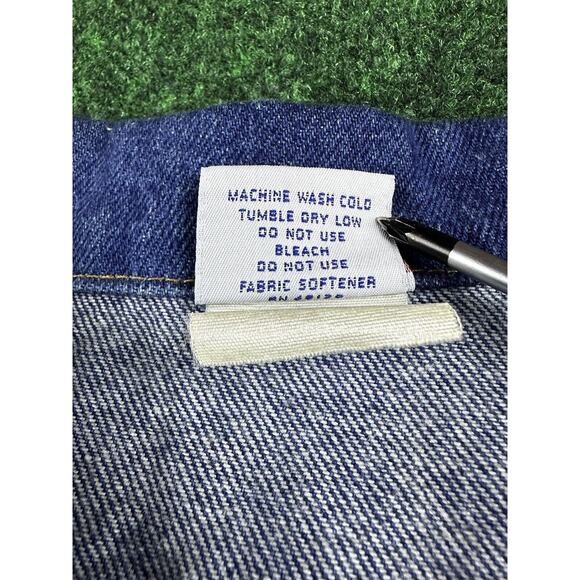 MACHINE WASH COLD
TUMBLE DRY LOW
DO NOT USE
BLEACH
DO NOT USE
FABRIC SOFTENER